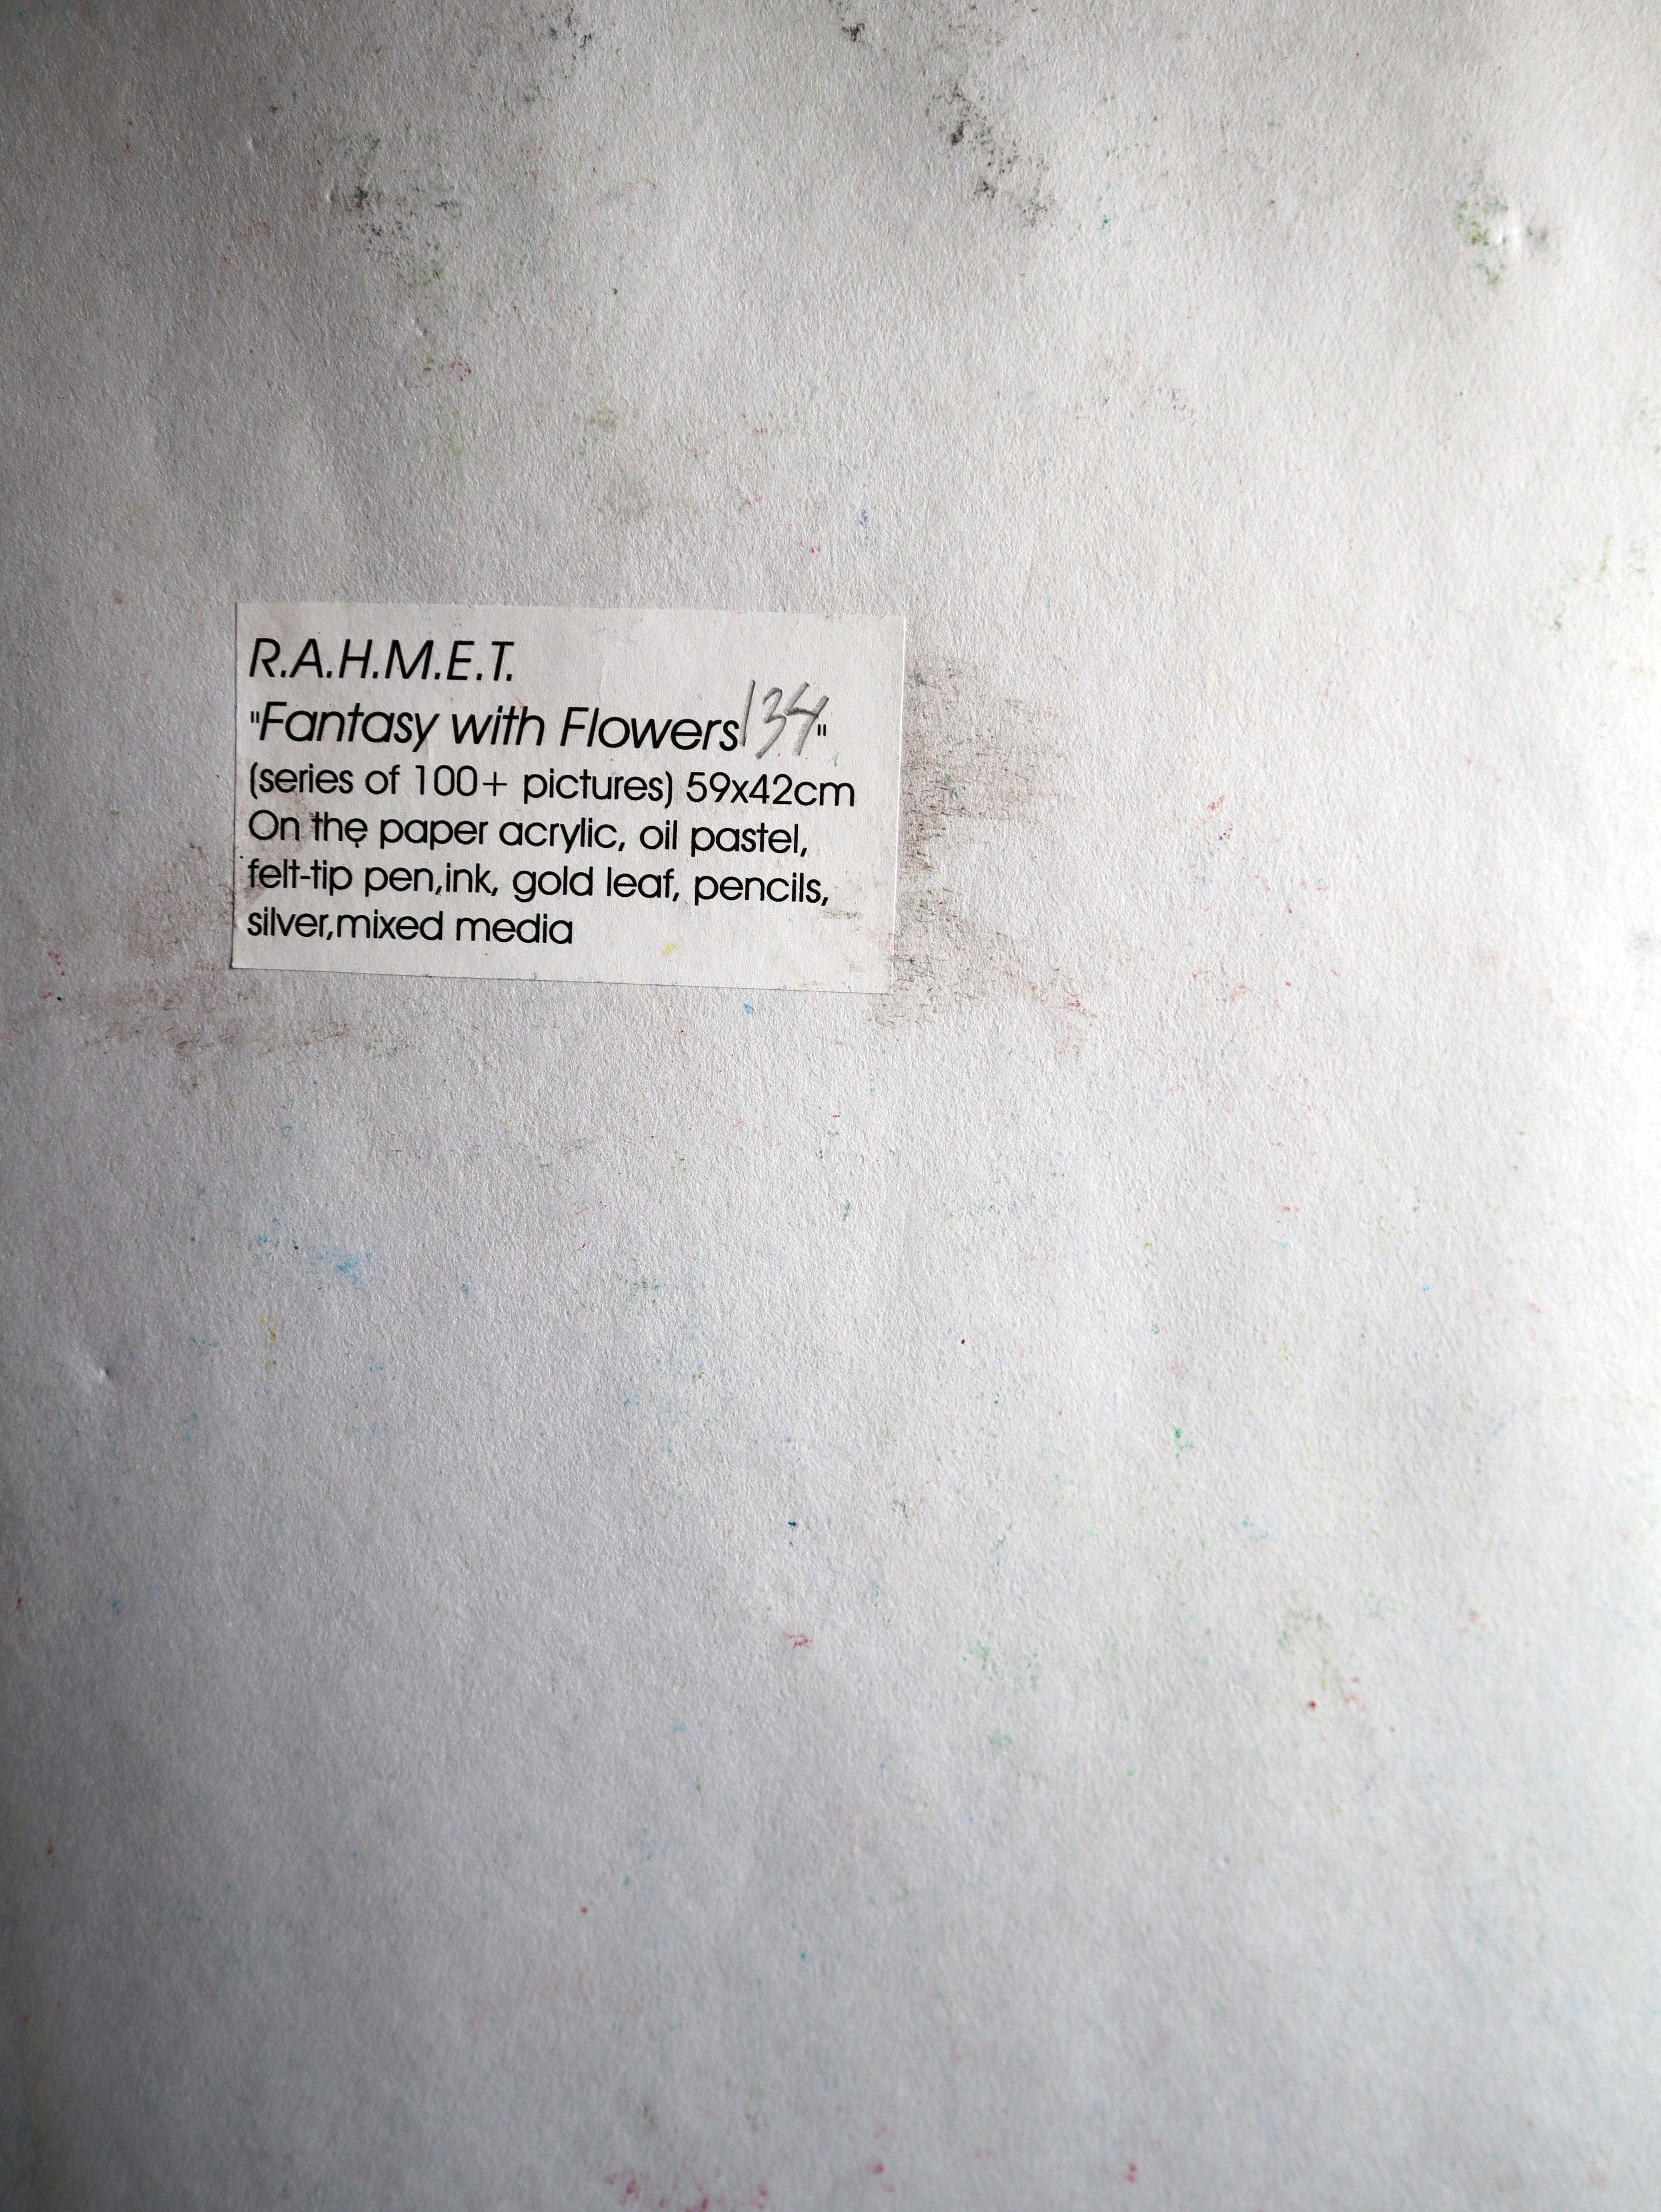 R.A.H.M.E.T.
"Fantasy with Flowers 134"
(series of 100+ pictures) 59x42cm
On the paper acrylic, oil pastel,
felt-tip pen,ink, gold leaf, pencils,
silver,mixed media